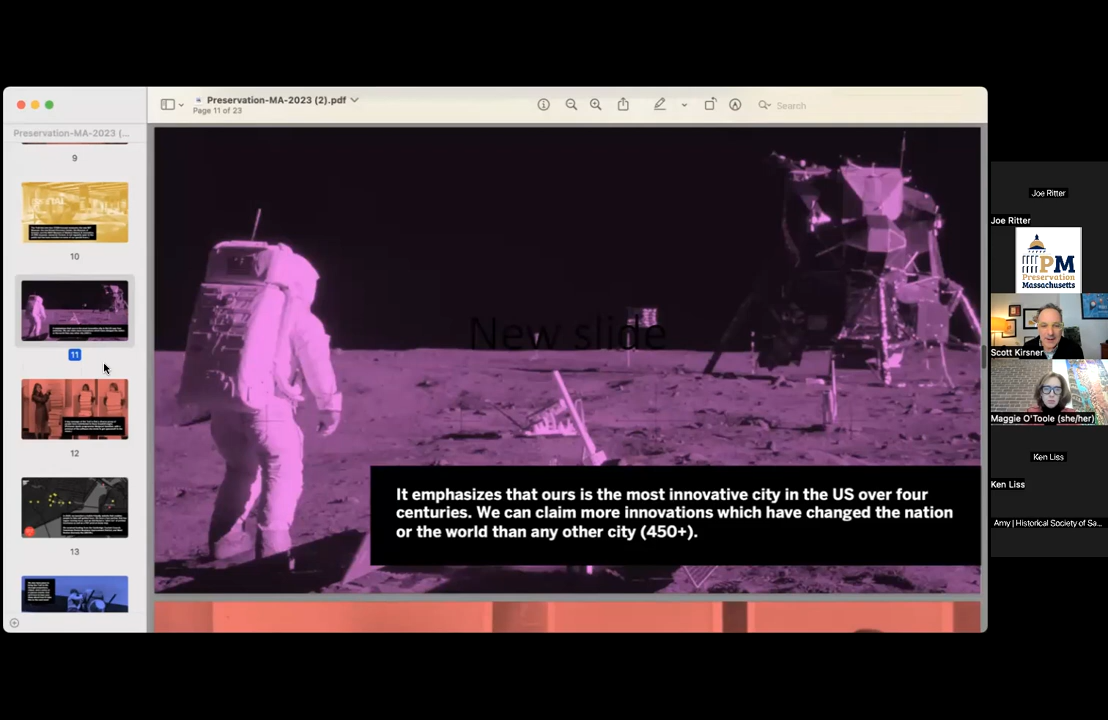 Preservation-MA-2023 (2).pdf
Page 11 of 23
Search
Preservation-MA-2023 (...
9
10
11
12
13
New slide
It emphasizes that ours is the most innovative city in the US over four
centuries. We can claim more innovations which have changed the nation
or the world than any other city (450+).
Joe Ritter
Joe Ritter
PM
Preservation
Massachusetts
Scott Kirsner
Maggie O'Toole (she/her)
Ken Liss
Ken Liss
Amy | Historical Society of Sa...